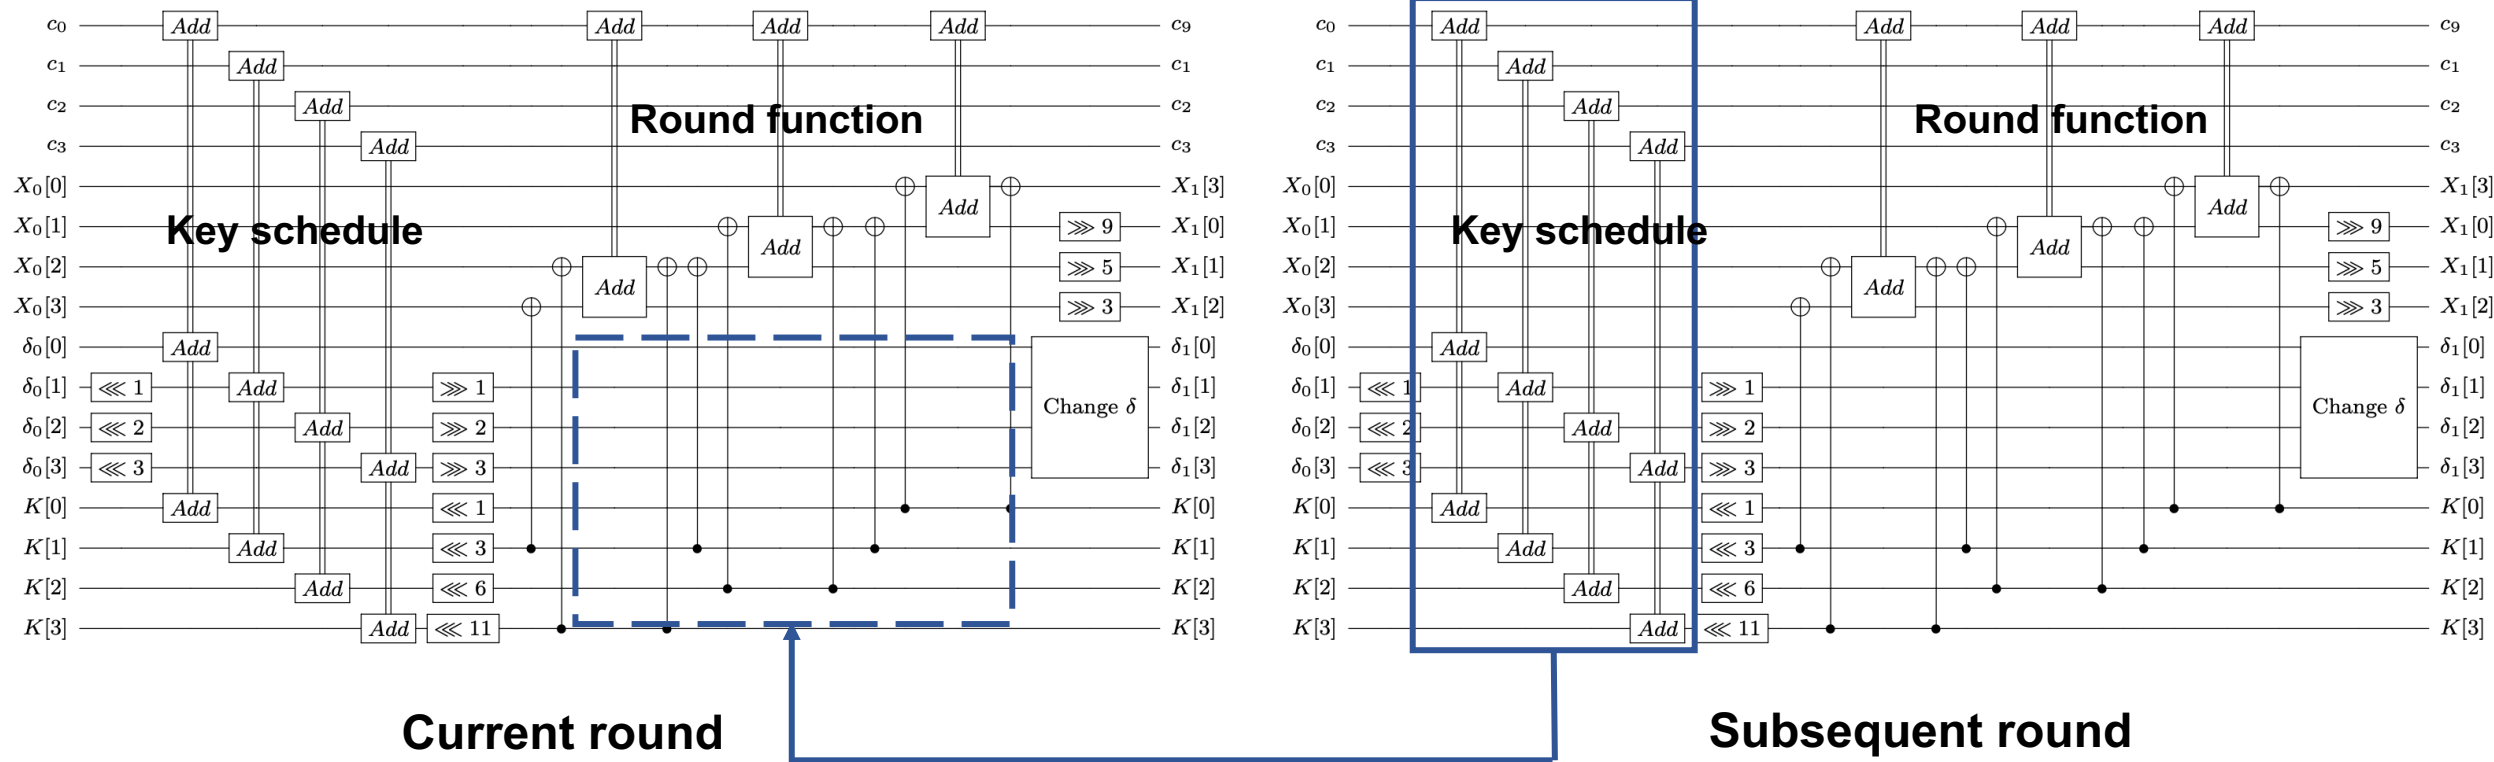 c₀ Add Add Add Add c₉ c₀ Add Add Add Add c₉
c₁ Add c₁ c₁ Add c₁
c₂ Add c₂ c₂ Add c₂
Round function Round function
c₃ Add c₃ c₃ Add c₃
X₀[0] Add X₁[3] X₀[0] Add X₁[3]
Key schedule Key schedule
X₀[1] Add ⋙ 9 X₁[0] X₀[1] Add ⋙ 9 X₁[0]
X₀[2] Add ⋙ 5 X₁[1] X₀[2] Add ⋙ 5 X₁[1]
X₀[3] ⋙ 3 X₁[2] X₀[3] ⋙ 3 X₁[2]
δ₀[0] Add δ₁[0] δ₀[0] Add δ₁[0]
δ₀[1] ⋘ 1 Add ⋙ 1 δ₁[1] δ₀[1] ⋘ 1 Add ⋙ 1 δ₁[1]
Change δ Change δ
δ₀[2] ⋘ 2 Add ⋙ 2 δ₁[2] δ₀[2] ⋘ 2 Add ⋙ 2 δ₁[2]
δ₀[3] ⋘ 3 Add ⋙ 3 δ₁[3] δ₀[3] ⋘ 3 Add ⋙ 3 δ₁[3]
K[0] Add ⋘ 1 K[0] K[0] Add ⋘ 1 K[0]
K[1] Add ⋘ 3 K[1] K[1] Add ⋘ 3 K[1]
K[2] Add ⋘ 6 K[2] K[2] Add ⋘ 6 K[2]
K[3] Add ⋘ 11 K[3] K[3] Add ⋘ 11 K[3]
Current round Subsequent round